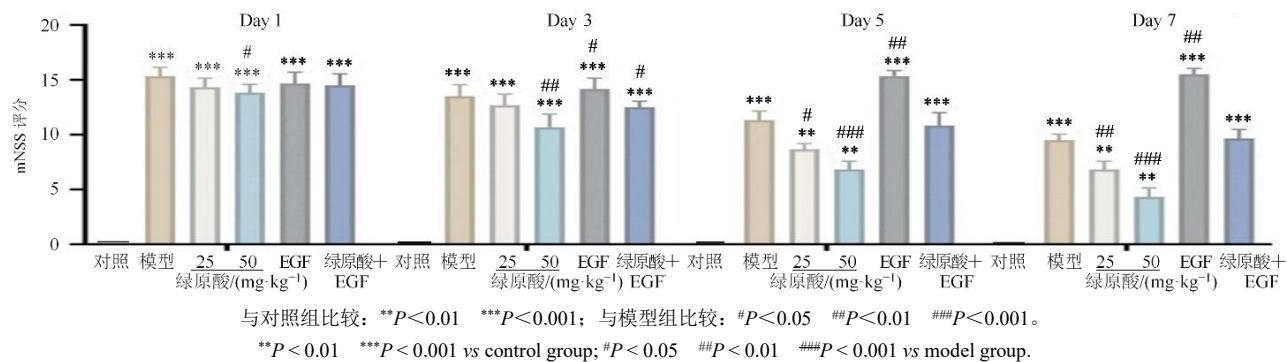 20
Day 1
Day 3
Day 5
Day 7
15
10
5
0
mNSS 评分
*** *** # *** *** ***
*** *** ## *** # *** # ***
*** # ** ### ** ## *** ***
*** ## ** ### ** ## *** ***
对照 模型 25 50 EGF 绿原酸+ 对照 模型 25 50 EGF 绿原酸+ 对照 模型 25 50 EGF 绿原酸+ 对照 模型 25 50 EGF 绿原酸+
绿原酸/(mg·kg⁻¹) EGF 绿原酸/(mg·kg⁻¹) EGF 绿原酸/(mg·kg⁻¹) EGF 绿原酸/(mg·kg⁻¹) EGF
与对照组比较：**P＜0.01 ***P＜0.001；与模型组比较：#P＜0.05 ##P＜0.01 ###P＜0.001。
**P < 0.01 ***P < 0.001 vs control group; #P < 0.05 ##P < 0.01 ###P < 0.001 vs model group.